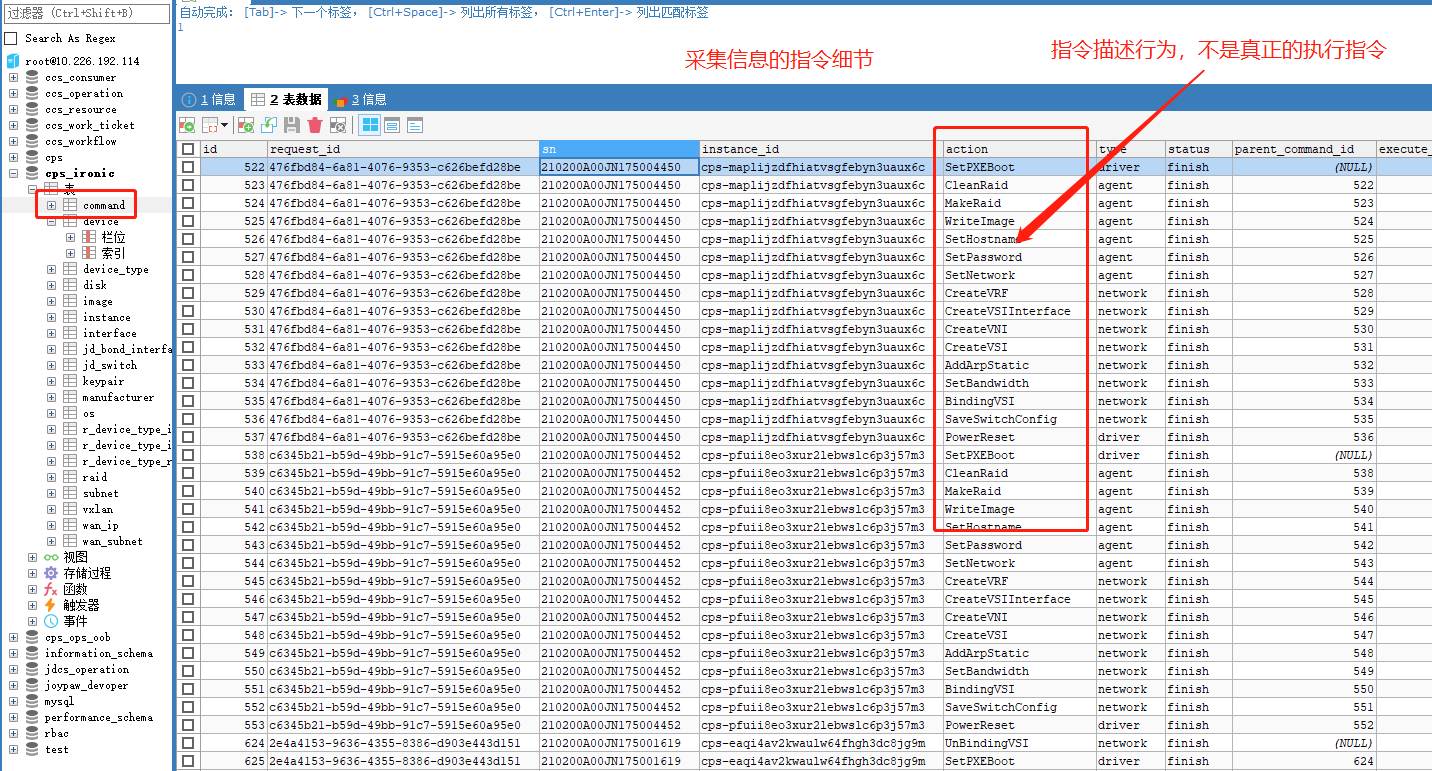 过滤器 (Ctrl+Shift+B)
Search As Regex
root@10.226.192.114
ccs_consumer
ccs_operation
ccs_resource
ccs_work_ticket
ccs_workflow
cps
cps_ironic
表
command
device
栏位
索引
device_type
disk
image
instance
interface
jd_bond_interfa
jd_switch
keypair
manufacturer
os
r_device_type_i
r_device_type_i
r_device_type_r
raid
subnet
vxlan
wan_ip
wan_subnet
视图
存储过程
函数
触发器
事件
cps_ops_oob
information_schema
jdcs_operation
joypaw_devoper
mysql
performance_schema
rbac
test
自动完成: [Tab]-> 下一个标签, [Ctrl+Space]-> 列出所有标签, [Ctrl+Enter]-> 列出匹配标签
1
采集信息的指令细节
指令描述行为，不是真正的执行指令
1 信息 2 表数据 3 信息
id request_id sn instance_id action type status parent_command_id execute_
522 476fbd84-6a81-4076-9353-c626befd28be 210200A00JN175004450 cps-maplijzdfhiatvsgfebyn3uaux6c SetPXEBoot driver finish (NULL)
523 476fbd84-6a81-4076-9353-c626befd28be 210200A00JN175004450 cps-maplijzdfhiatvsgfebyn3uaux6c CleanRaid agent finish 522
524 476fbd84-6a81-4076-9353-c626befd28be 210200A00JN175004450 cps-maplijzdfhiatvsgfebyn3uaux6c MakeRaid agent finish 523
525 476fbd84-6a81-4076-9353-c626befd28be 210200A00JN175004450 cps-maplijzdfhiatvsgfebyn3uaux6c WriteImage agent finish 524
526 476fbd84-6a81-4076-9353-c626befd28be 210200A00JN175004450 cps-maplijzdfhiatvsgfebyn3uaux6c SetHostname agent finish 525
527 476fbd84-6a81-4076-9353-c626befd28be 210200A00JN175004450 cps-maplijzdfhiatvsgfebyn3uaux6c SetPassword agent finish 526
528 476fbd84-6a81-4076-9353-c626befd28be 210200A00JN175004450 cps-maplijzdfhiatvsgfebyn3uaux6c SetNetwork agent finish 527
529 476fbd84-6a81-4076-9353-c626befd28be 210200A00JN175004450 cps-maplijzdfhiatvsgfebyn3uaux6c CreateVRF network finish 528
530 476fbd84-6a81-4076-9353-c626befd28be 210200A00JN175004450 cps-maplijzdfhiatvsgfebyn3uaux6c CreateVSIInterface network finish 529
531 476fbd84-6a81-4076-9353-c626befd28be 210200A00JN175004450 cps-maplijzdfhiatvsgfebyn3uaux6c CreateVNI network finish 530
532 476fbd84-6a81-4076-9353-c626befd28be 210200A00JN175004450 cps-maplijzdfhiatvsgfebyn3uaux6c CreateVSI network finish 531
533 476fbd84-6a81-4076-9353-c626befd28be 210200A00JN175004450 cps-maplijzdfhiatvsgfebyn3uaux6c AddArpStatic network finish 532
534 476fbd84-6a81-4076-9353-c626befd28be 210200A00JN175004450 cps-maplijzdfhiatvsgfebyn3uaux6c SetBandwidth network finish 533
535 476fbd84-6a81-4076-9353-c626befd28be 210200A00JN175004450 cps-maplijzdfhiatvsgfebyn3uaux6c BindingVSI network finish 534
536 476fbd84-6a81-4076-9353-c626befd28be 210200A00JN175004450 cps-maplijzdfhiatvsgfebyn3uaux6c SaveSwitchConfig network finish 535
537 476fbd84-6a81-4076-9353-c626befd28be 210200A00JN175004450 cps-maplijzdfhiatvsgfebyn3uaux6c PowerReset driver finish 536
538 c6345b21-b59d-49bb-91c7-5915e60a95e0 210200A00JN175004452 cps-pfuii8eo3xur2lebwslc6p3j57m3 SetPXEBoot driver finish (NULL)
539 c6345b21-b59d-49bb-91c7-5915e60a95e0 210200A00JN175004452 cps-pfuii8eo3xur2lebwslc6p3j57m3 CleanRaid agent finish 538
540 c6345b21-b59d-49bb-91c7-5915e60a95e0 210200A00JN175004452 cps-pfuii8eo3xur2lebwslc6p3j57m3 MakeRaid agent finish 539
541 c6345b21-b59d-49bb-91c7-5915e60a95e0 210200A00JN175004452 cps-pfuii8eo3xur2lebwslc6p3j57m3 WriteImage agent finish 540
542 c6345b21-b59d-49bb-91c7-5915e60a95e0 210200A00JN175004452 cps-pfuii8eo3xur2lebwslc6p3j57m3 SetHostname agent finish 541
543 c6345b21-b59d-49bb-91c7-5915e60a95e0 210200A00JN175004452 cps-pfuii8eo3xur2lebwslc6p3j57m3 SetPassword agent finish 542
544 c6345b21-b59d-49bb-91c7-5915e60a95e0 210200A00JN175004452 cps-pfuii8eo3xur2lebwslc6p3j57m3 SetNetwork agent finish 543
545 c6345b21-b59d-49bb-91c7-5915e60a95e0 210200A00JN175004452 cps-pfuii8eo3xur2lebwslc6p3j57m3 CreateVRF network finish 544
546 c6345b21-b59d-49bb-91c7-5915e60a95e0 210200A00JN175004452 cps-pfuii8eo3xur2lebwslc6p3j57m3 CreateVSIInterface network finish 545
547 c6345b21-b59d-49bb-91c7-5915e60a95e0 210200A00JN175004452 cps-pfuii8eo3xur2lebwslc6p3j57m3 CreateVNI network finish 546
548 c6345b21-b59d-49bb-91c7-5915e60a95e0 210200A00JN175004452 cps-pfuii8eo3xur2lebwslc6p3j57m3 CreateVSI network finish 547
549 c6345b21-b59d-49bb-91c7-5915e60a95e0 210200A00JN175004452 cps-pfuii8eo3xur2lebwslc6p3j57m3 AddArpStatic network finish 548
550 c6345b21-b59d-49bb-91c7-5915e60a95e0 210200A00JN175004452 cps-pfuii8eo3xur2lebwslc6p3j57m3 SetBandwidth network finish 549
551 c6345b21-b59d-49bb-91c7-5915e60a95e0 210200A00JN175004452 cps-pfuii8eo3xur2lebwslc6p3j57m3 BindingVSI network finish 550
552 c6345b21-b59d-49bb-91c7-5915e60a95e0 210200A00JN175004452 cps-pfuii8eo3xur2lebwslc6p3j57m3 SaveSwitchConfig network finish 551
553 c6345b21-b59d-49bb-91c7-5915e60a95e0 210200A00JN175004452 cps-pfuii8eo3xur2lebwslc6p3j57m3 PowerReset driver finish 552
624 2e4a4153-9636-4355-8386-d903e443d151 210200A00JN175001619 cps-eaqi4av2kwaulw64fhgh3dc8jg9m UnBindingVSI network finish (NULL)
625 2e4a4153-9636-4355-8386-d903e443d151 210200A00JN175001619 cps-eaqi4av2kwaulw64fhgh3dc8jg9m SetPXEBoot driver finish 624